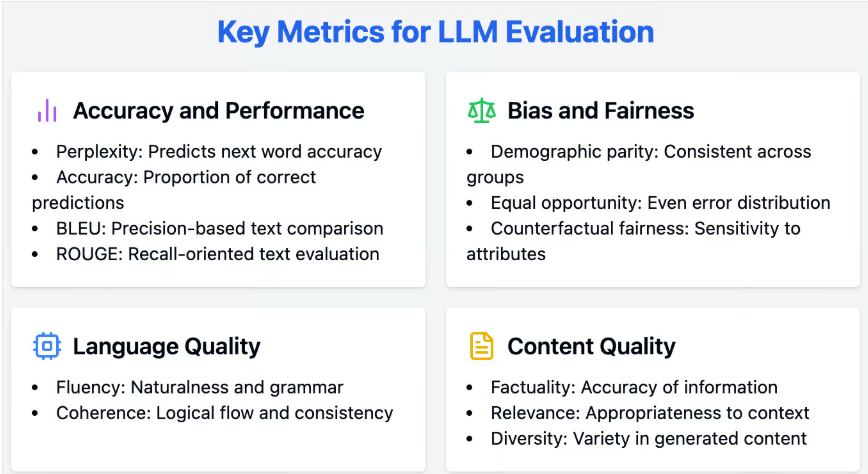 Key Metrics for LLM Evaluation
Accuracy and Performance
• Perplexity: Predicts next word accuracy
• Accuracy: Proportion of correct
predictions
• BLEU: Precision-based text comparison
• ROUGE: Recall-oriented text evaluation
Bias and Fairness
• Demographic parity: Consistent across
groups
• Equal opportunity: Even error distribution
• Counterfactual fairness: Sensitivity to
attributes
Language Quality
• Fluency: Naturalness and grammar
• Coherence: Logical flow and consistency
Content Quality
• Factuality: Accuracy of information
• Relevance: Appropriateness to context
• Diversity: Variety in generated content